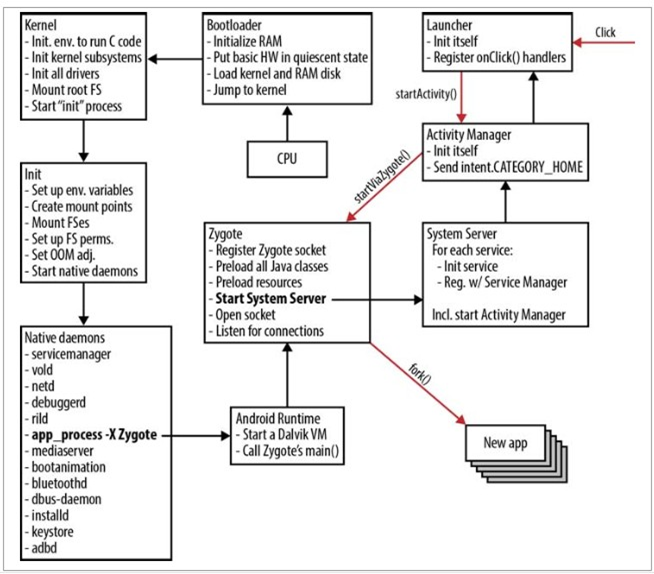 Kernel
- Init. env. to run C code
- Init kernel subsystems
- Init all drivers
- Mount root FS
- Start “init” process
Bootloader
- Initialize RAM
- Put basic HW in quiescent state
- Load kernel and RAM disk
- Jump to kernel
Launcher
- Init itself
- Register onClick() handlers
Click
startActivity()
CPU
Activity Manager
- Init itself
- Send intent.CATEGORY_HOME
startViaZygote()
Init
- Set up env. variables
- Create mount points
- Mount FSes
- Set up FS perms.
- Set OOM adj.
- Start native daemons
Zygote
- Register Zygote socket
- Preload all Java classes
- Preload resources
- Start System Server
- Open socket
- Listen for connections
System Server
For each service:
- Init service
- Reg. w/ Service Manager
Incl. start Activity Manager
Native daemons
- servicemanager
- vold
- netd
- debuggerd
- rild
- app_process -X Zygote
- mediaserver
- bootanimation
- bluetoothd
- dbus-daemon
- installd
- keystore
- adbd
Android Runtime
- Start a Dalvik VM
- Call Zygote’s main()
fork()
New app